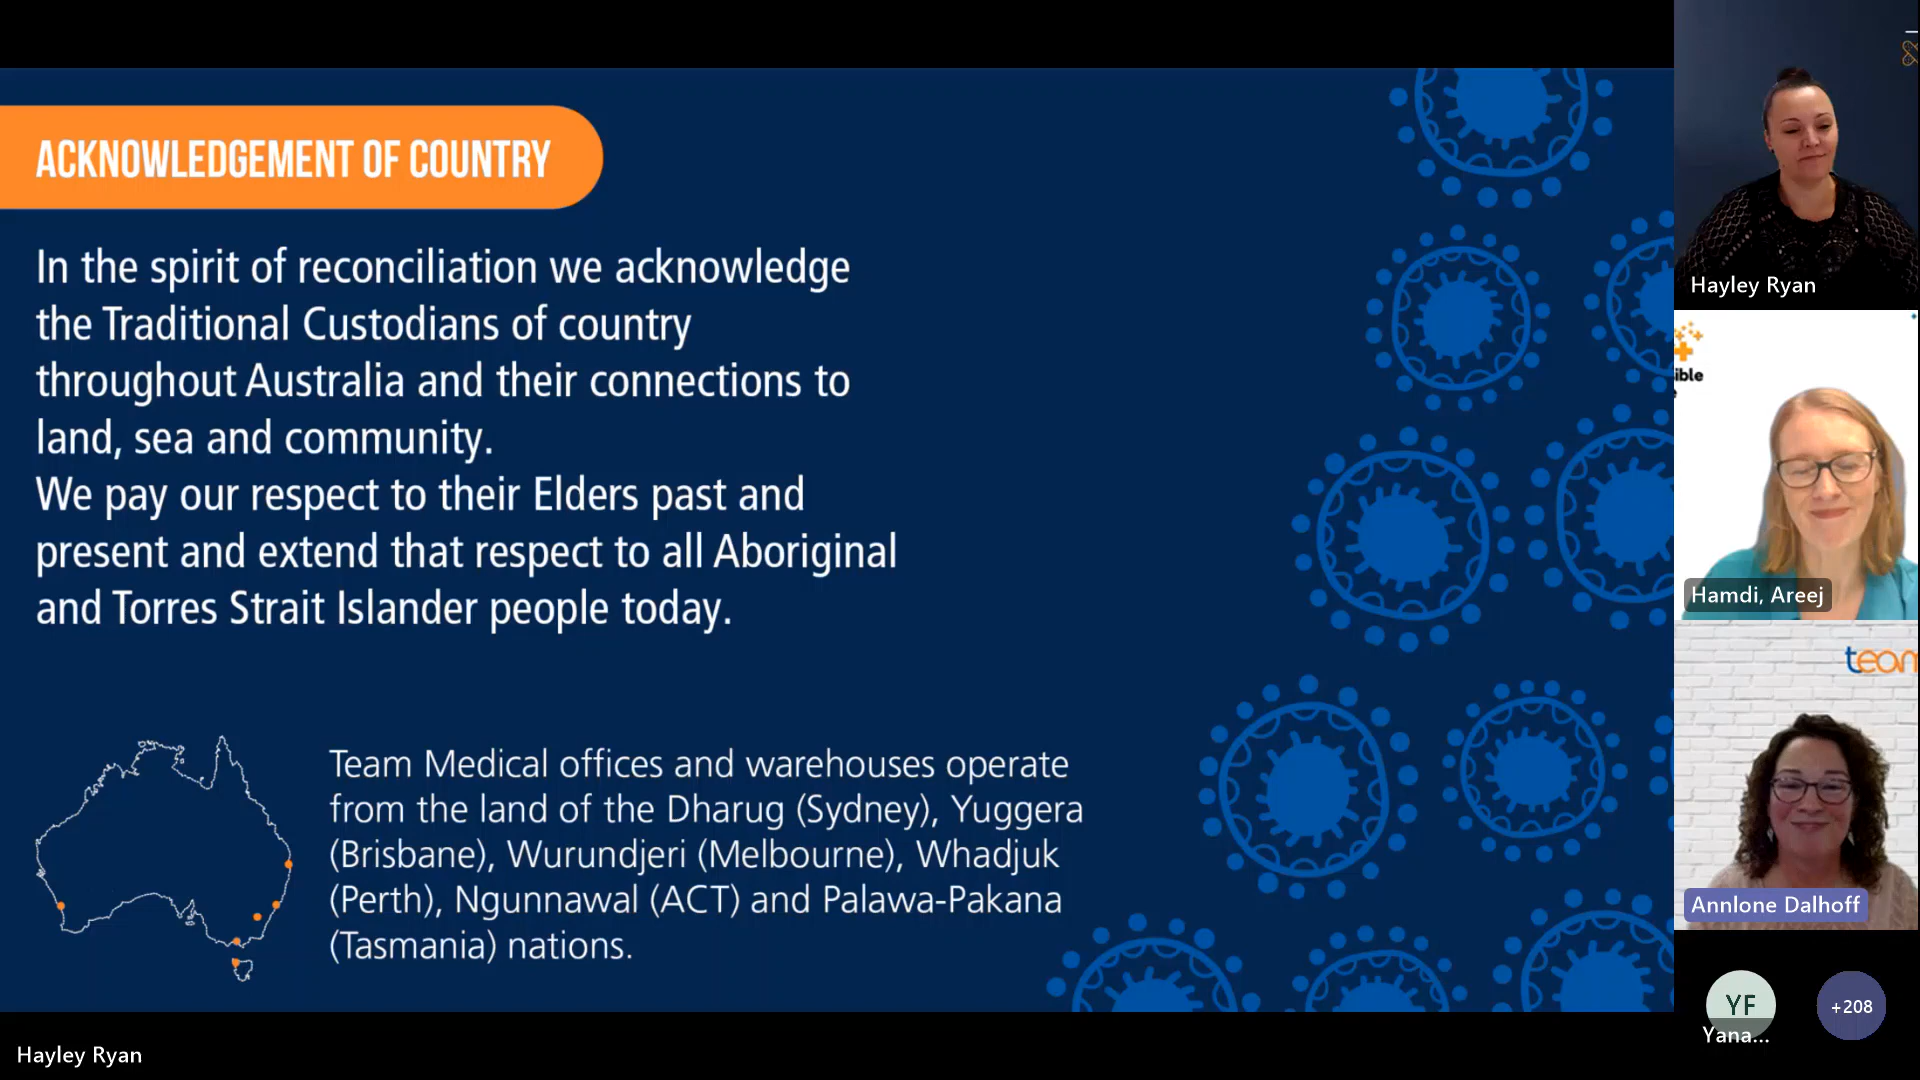 ACKNOWLEDGEMENT OF COUNTRY
In the spirit of reconciliation we acknowledge
the Traditional Custodians of country
throughout Australia and their connections to
land, sea and community.
We pay our respect to their Elders past and
present and extend that respect to all Aboriginal
and Torres Strait Islander people today.
Team Medical offices and warehouses operate
from the land of the Dharug (Sydney), Yuggera
(Brisbane), Wurundjeri (Melbourne), Whadjuk
(Perth), Ngunnawal (ACT) and Palawa-Pakana
(Tasmania) nations.
Hayley Ryan
Hayley Ryan
ible
Hamdi, Areej
team
Annlone Dalhoff
YF
Yana...
+208